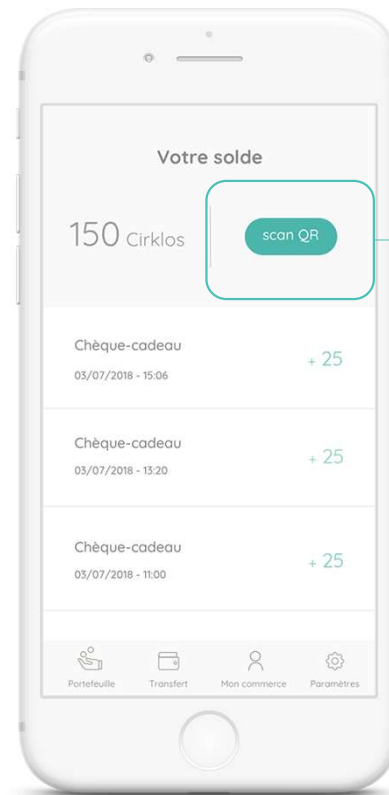 Votre solde
150 Cirklos
scan QR
Chèque-cadeau
+ 25
03/07/2018 - 15:06
Chèque-cadeau
+ 25
03/07/2018 - 13:20
Chèque-cadeau
+ 25
03/07/2018 - 11:00
Portefeuille Transfert Mon commerce Paramètres